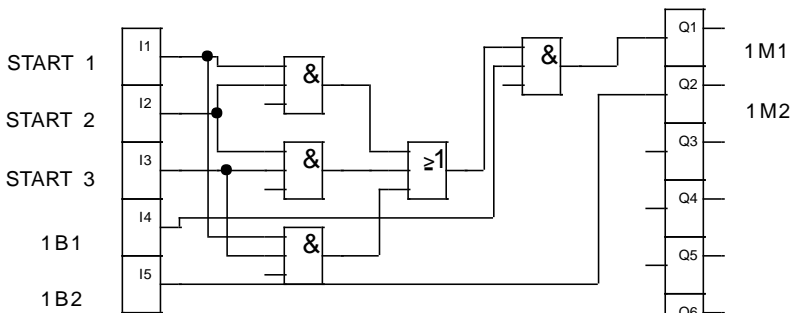 START 1
START 2
START 3
1B1
1B2
I1
I2
I3
I4
I5
&
&
&
≥1
&
Q1
Q2
Q3
Q4
Q5
Q6
1M1
1M2